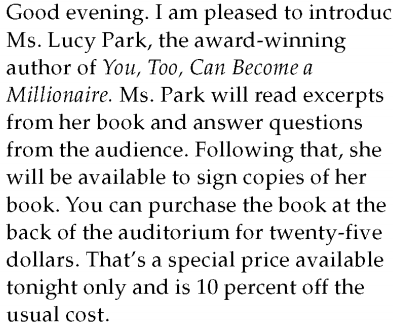 Good evening. I am pleased to introduc
Ms. Lucy Park, the award-winning
author of You, Too, Can Become a
Millionaire. Ms. Park will read excerpts
from her book and answer questions
from the audience. Following that, she
will be available to sign copies of her
book. You can purchase the book at the
back of the auditorium for twenty-five
dollars. That's a special price available
tonight only and is 10 percent off the
usual cost.